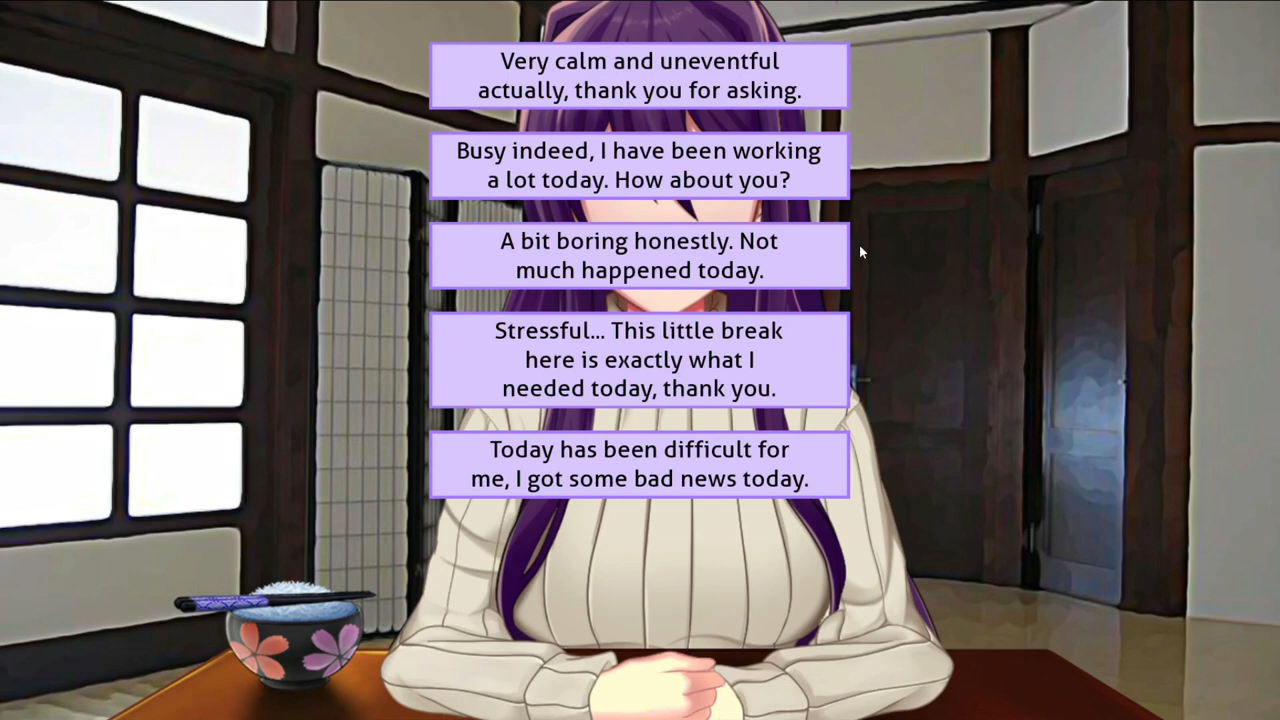 Very calm and uneventful
actually, thank you for asking.
Busy indeed, I have been working
a lot today. How about you?
A bit boring honestly. Not
much happened today.
Stressful... This little break
here is exactly what I
needed today, thank you.
Today has been difficult for
me, I got some bad news today.